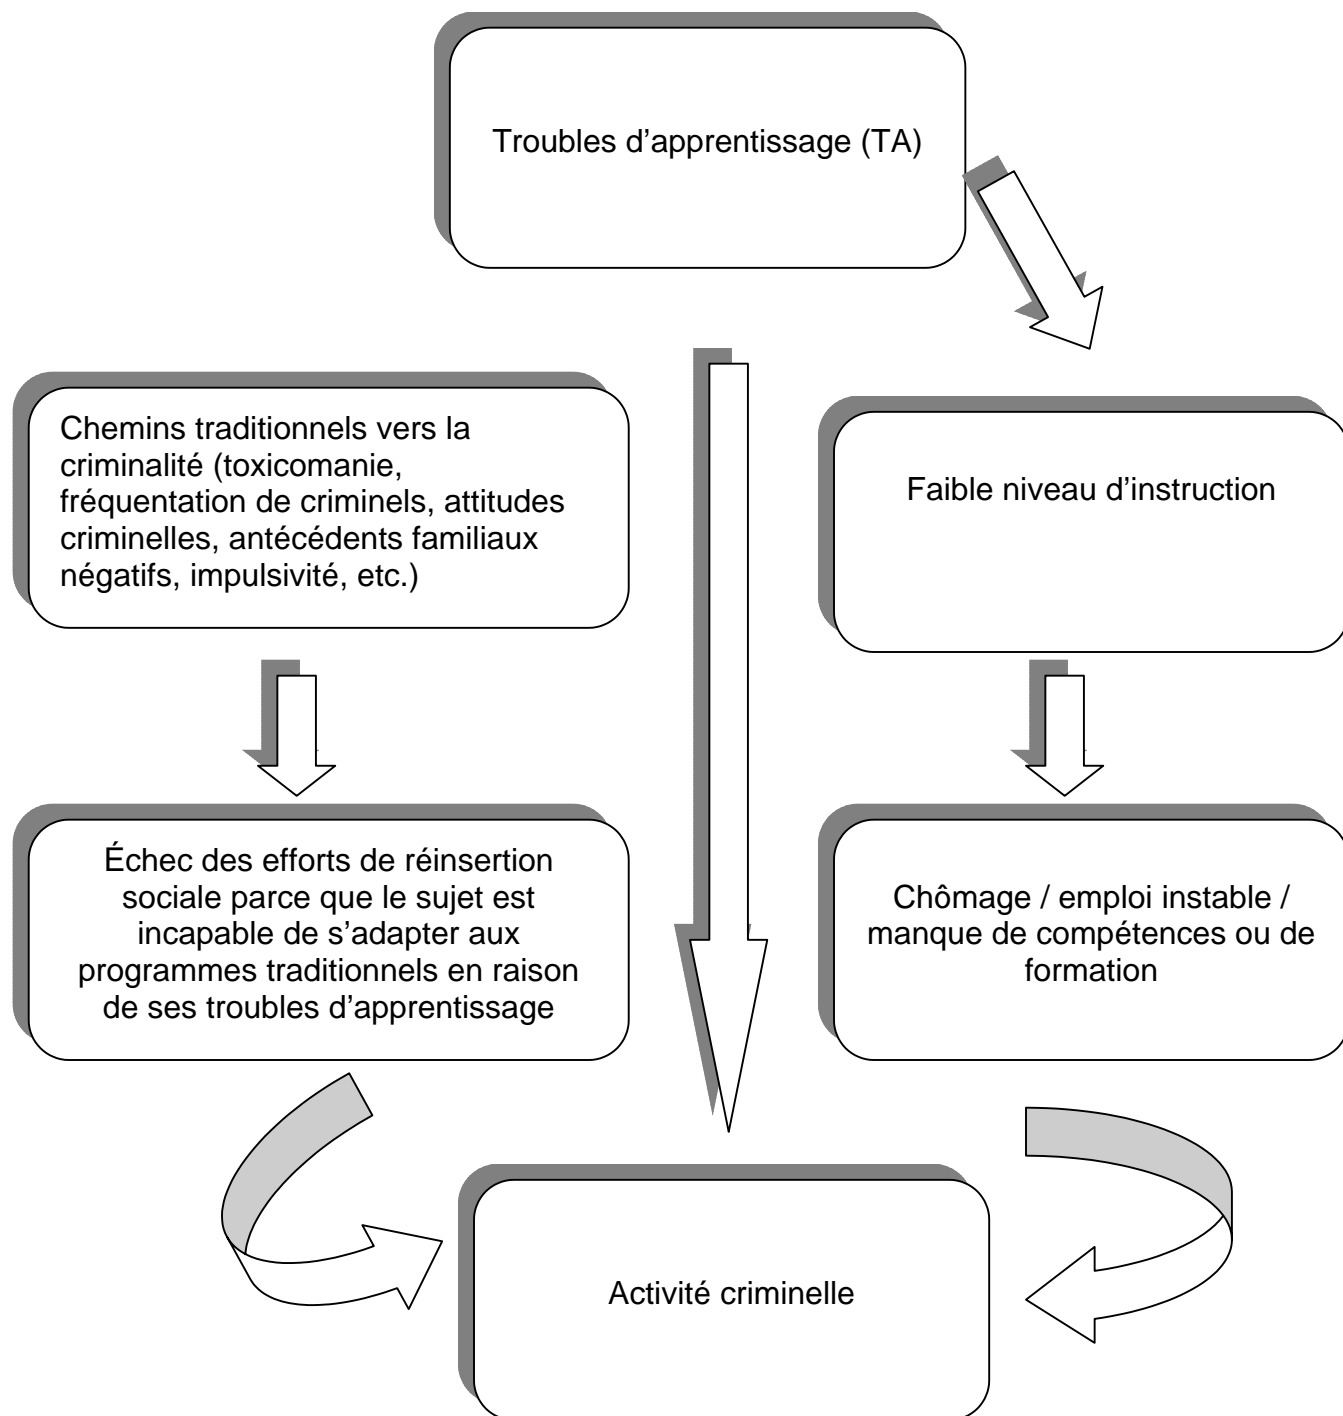 Troubles d’apprentissage (TA)
Chemins traditionnels vers la
criminalité (toxicomanie,
fréquentation de criminels, attitudes
criminelles, antécédents familiaux
négatifs, impulsivité, etc.)
Faible niveau d’instruction
Échec des efforts de réinsertion
sociale parce que le sujet est
incapable de s’adapter aux
programmes traditionnels en raison
de ses troubles d’apprentissage
Chômage / emploi instable /
manque de compétences ou de
formation
Activité criminelle